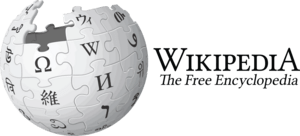 W
Ω
И
維
WIKIPEDIA
The Free Encyclopedia